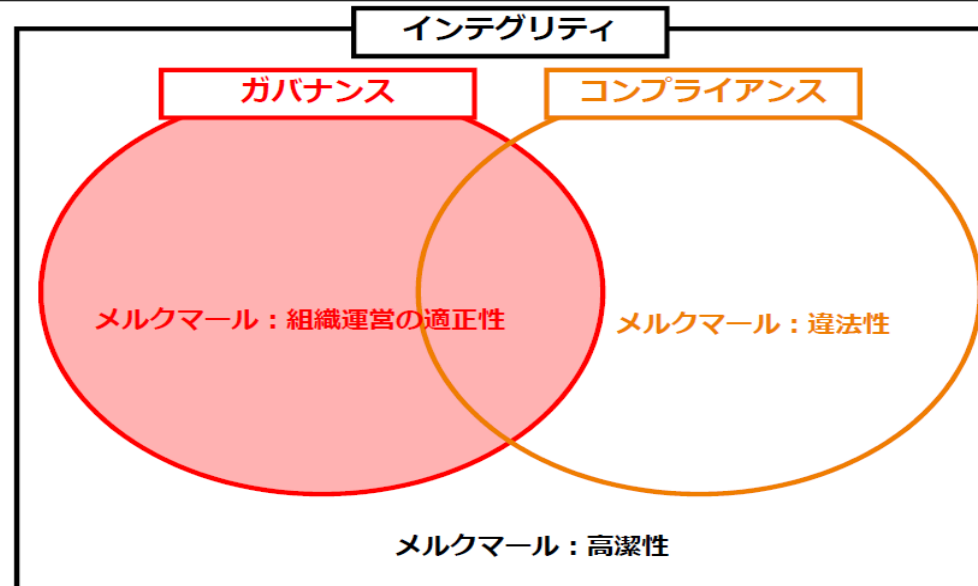 インテグリティ
ガバナンス
コンプライアンス
メルクマール：組織運営の適正性
メルクマール：違法性
メルクマール：高潔性